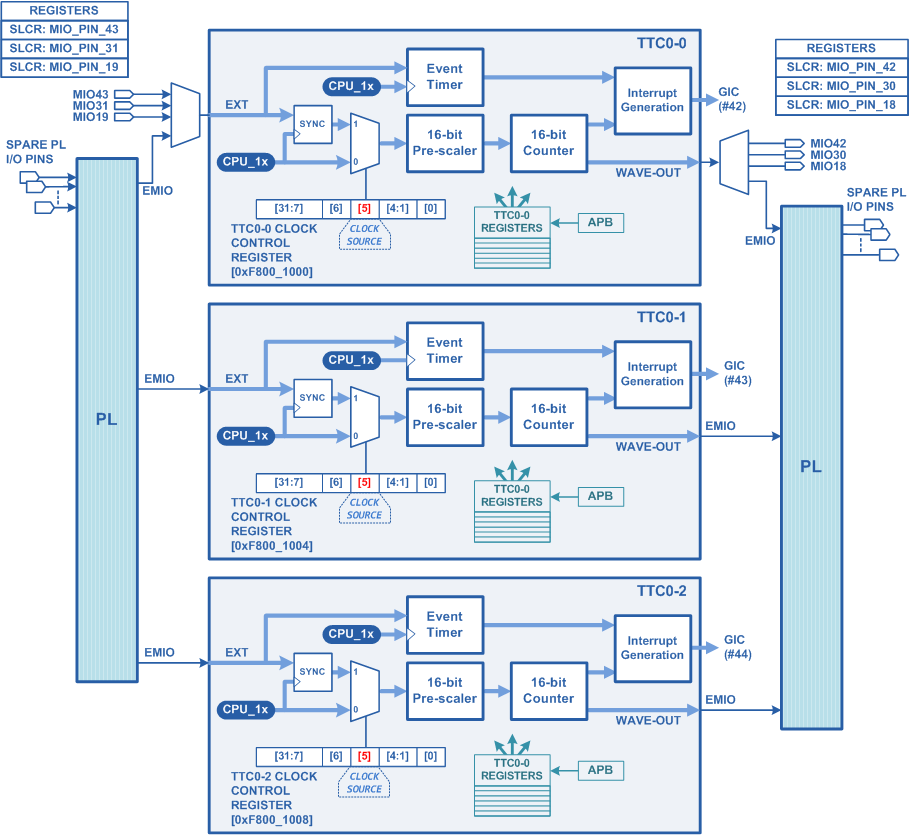 REGISTERS
SLCR: MIO_PIN_43
SLCR: MIO_PIN_31
SLCR: MIO_PIN_19
MIO43
MIO31
MIO19
SPARE PL
I/O PINS
EMIO
PL
TTC0-0
EXT
CPU_1x
Event
Timer
SYNC
1
0
CPU_1x
16-bit
Pre-scaler
16-bit
Counter
Interrupt
Generation
GIC
(#42)
WAVE-OUT
[31:7]
[6]
[5]
[4:1]
[0]
TTC0-0 CLOCK
CONTROL
REGISTER
[0xF800_1000]
CLOCK
SOURCE
TTC0-0
REGISTERS
APB
REGISTERS
SLCR: MIO_PIN_42
SLCR: MIO_PIN_30
SLCR: MIO_PIN_18
MIO42
MIO30
MIO18
SPARE PL
I/O PINS
EMIO
PL
TTC0-1
EMIO
EXT
CPU_1x
Event
Timer
SYNC
1
0
CPU_1x
16-bit
Pre-scaler
16-bit
Counter
Interrupt
Generation
GIC
(#43)
WAVE-OUT
EMIO
[31:7]
[6]
[5]
[4:1]
[0]
TTC0-1 CLOCK
CONTROL
REGISTER
[0xF800_1004]
CLOCK
SOURCE
TTC0-0
REGISTERS
APB
TTC0-2
EMIO
EXT
CPU_1x
Event
Timer
SYNC
1
0
CPU_1x
16-bit
Pre-scaler
16-bit
Counter
Interrupt
Generation
GIC
(#44)
WAVE-OUT
EMIO
[31:7]
[6]
[5]
[4:1]
[0]
TTC0-2 CLOCK
CONTROL
REGISTER
[0xF800_1008]
CLOCK
SOURCE
TTC0-0
REGISTERS
APB